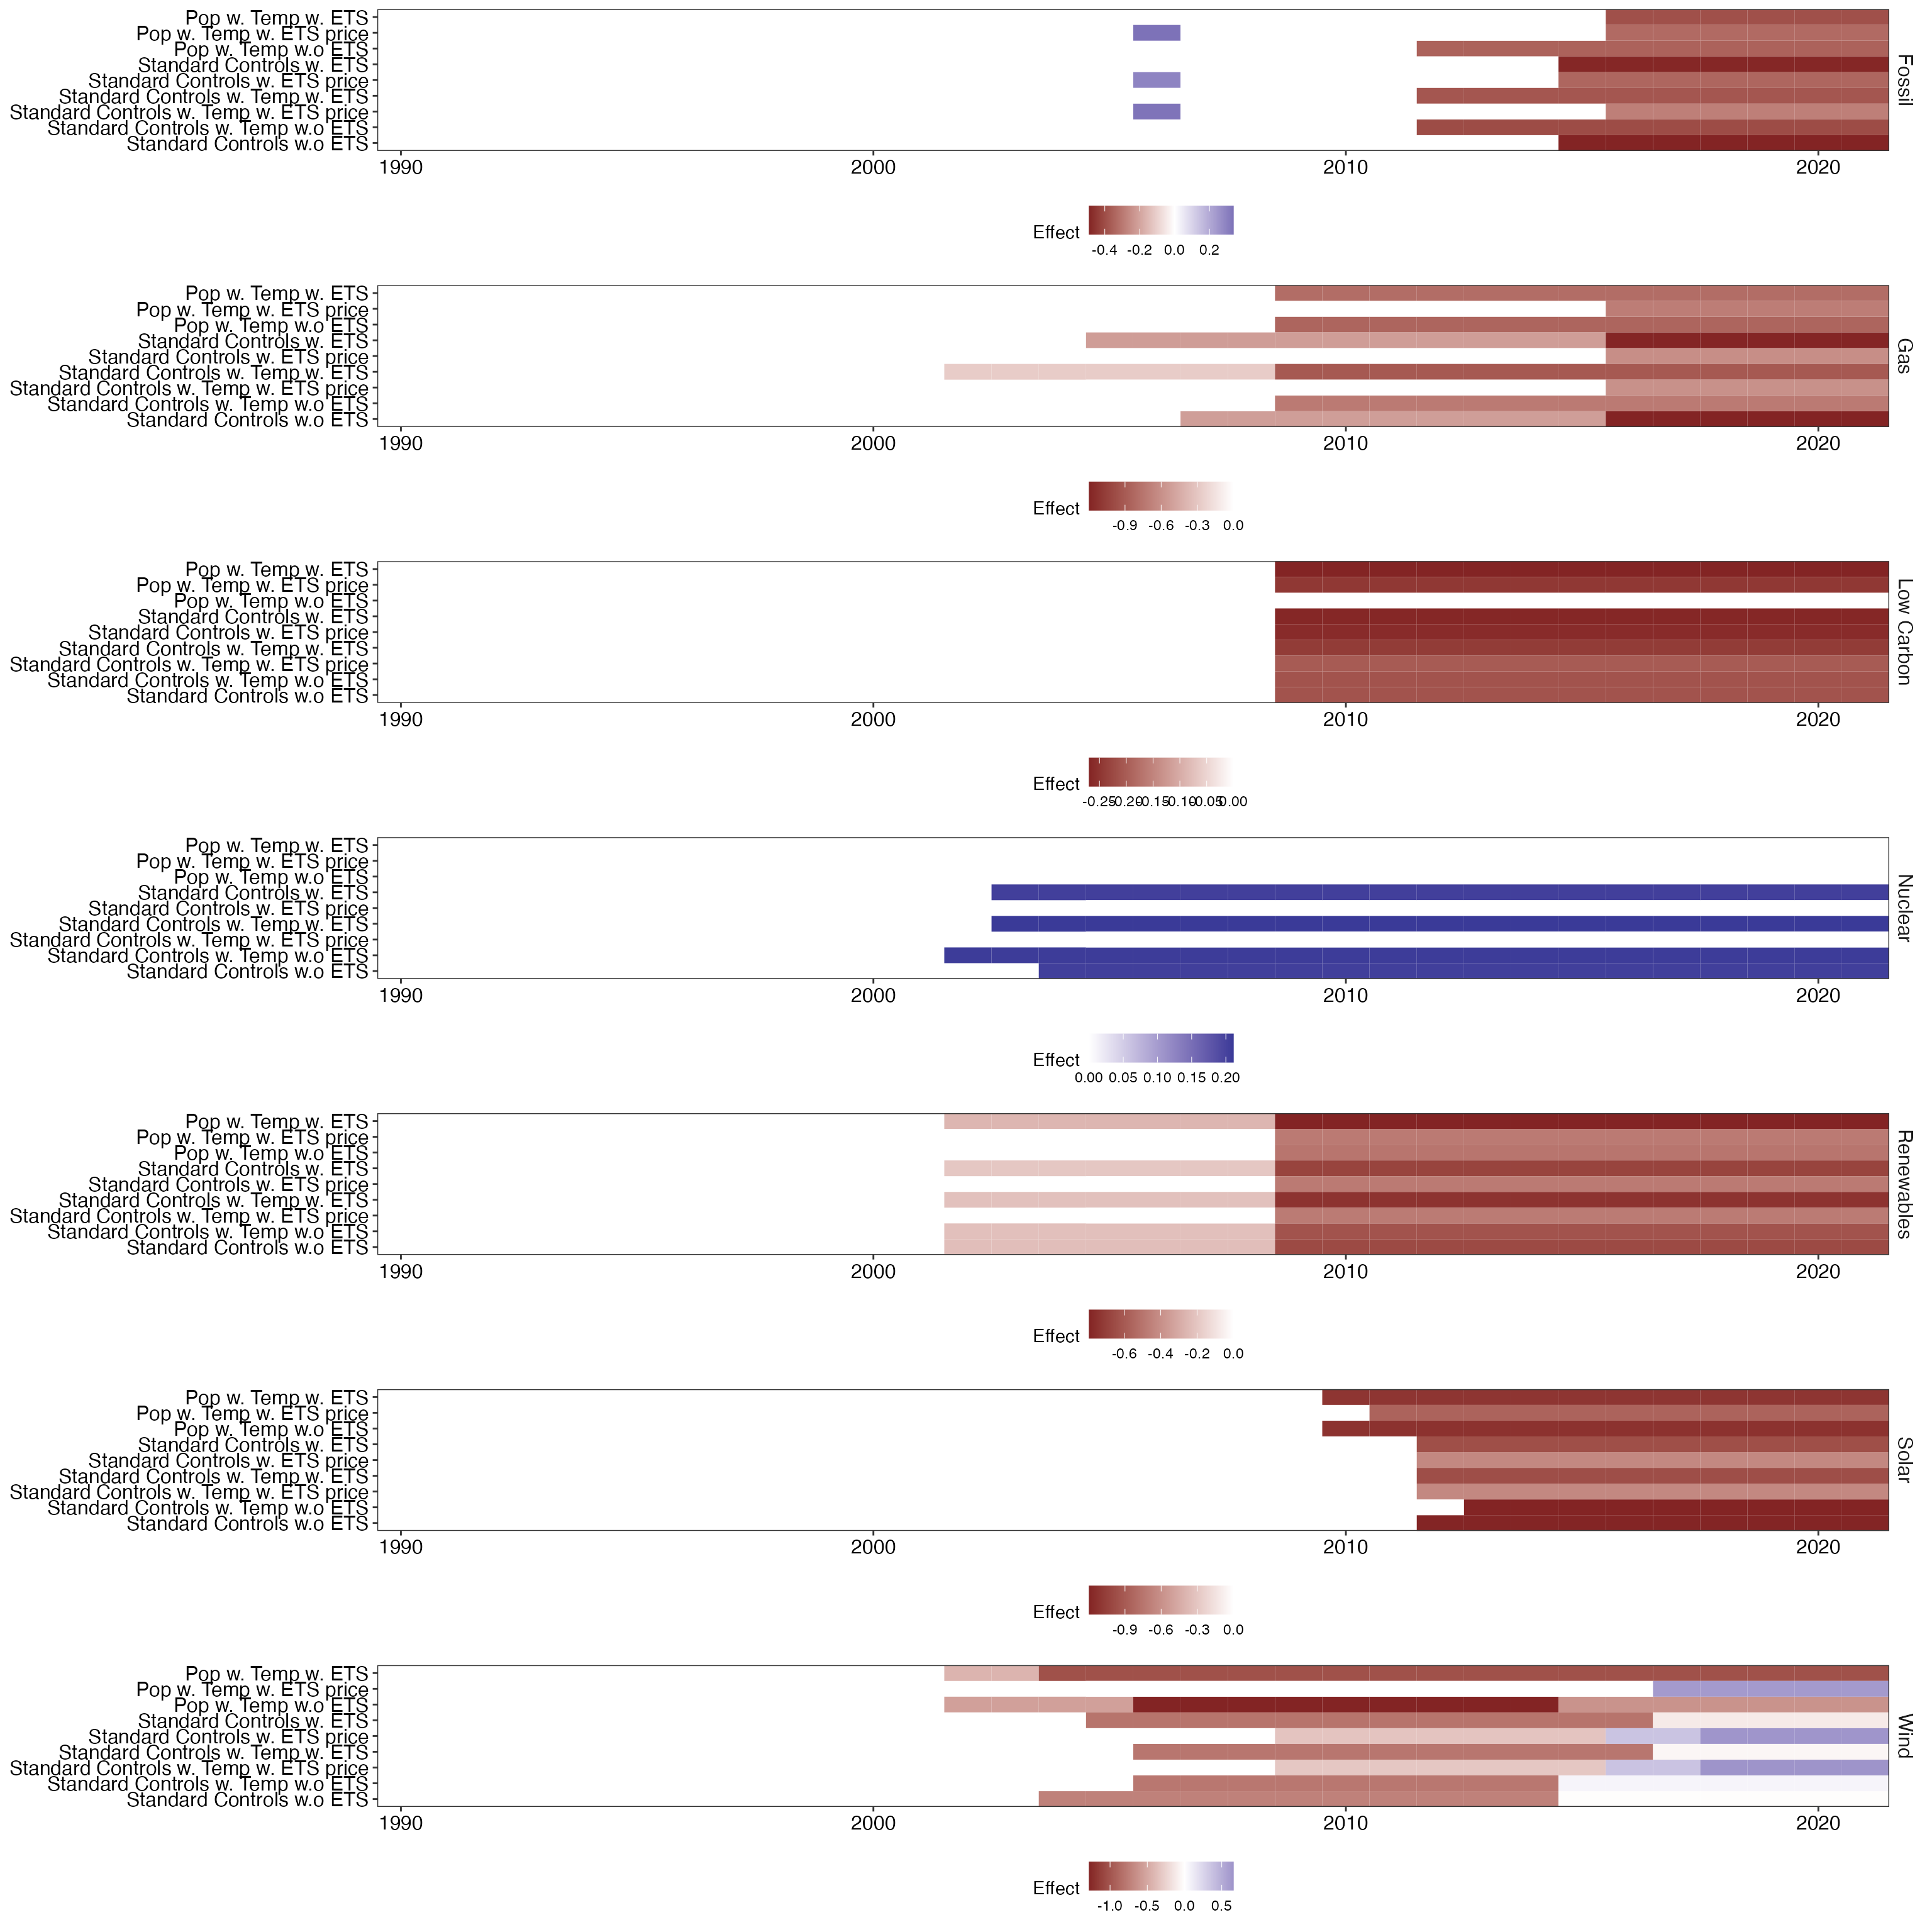 Pop w. Temp w. ETS
Pop w. Temp w. ETS price
Pop w. Temp w.o ETS
Standard Controls w. ETS
Standard Controls w. ETS price
Standard Controls w. Temp w. ETS
Standard Controls w. Temp w. ETS price
Standard Controls w. Temp w.o ETS
Standard Controls w.o ETS
Fossil
1990 2000 2010 2020
Effect
-0.4 -0.2 0.0 0.2
Pop w. Temp w. ETS
Pop w. Temp w. ETS price
Pop w. Temp w.o ETS
Standard Controls w. ETS
Standard Controls w. ETS price
Standard Controls w. Temp w. ETS
Standard Controls w. Temp w. ETS price
Standard Controls w. Temp w.o ETS
Standard Controls w.o ETS
Gas
1990 2000 2010 2020
Effect
-0.9 -0.6 -0.3 0.0
Pop w. Temp w. ETS
Pop w. Temp w. ETS price
Pop w. Temp w.o ETS
Standard Controls w. ETS
Standard Controls w. ETS price
Standard Controls w. Temp w. ETS
Standard Controls w. Temp w. ETS price
Standard Controls w. Temp w.o ETS
Standard Controls w.o ETS
Low Carbon
1990 2000 2010 2020
Effect
-0.25 -0.20 -0.15 -0.10 -0.05 0.00
Pop w. Temp w. ETS
Pop w. Temp w. ETS price
Pop w. Temp w.o ETS
Standard Controls w. ETS
Standard Controls w. ETS price
Standard Controls w. Temp w. ETS
Standard Controls w. Temp w. ETS price
Standard Controls w. Temp w.o ETS
Standard Controls w.o ETS
Nuclear
1990 2000 2010 2020
Effect
0.00 0.05 0.10 0.15 0.20
Pop w. Temp w. ETS
Pop w. Temp w. ETS price
Pop w. Temp w.o ETS
Standard Controls w. ETS
Standard Controls w. ETS price
Standard Controls w. Temp w. ETS
Standard Controls w. Temp w. ETS price
Standard Controls w. Temp w.o ETS
Standard Controls w.o ETS
Renewables
1990 2000 2010 2020
Effect
-0.6 -0.4 -0.2 0.0
Pop w. Temp w. ETS
Pop w. Temp w. ETS price
Pop w. Temp w.o ETS
Standard Controls w. ETS
Standard Controls w. ETS price
Standard Controls w. Temp w. ETS
Standard Controls w. Temp w. ETS price
Standard Controls w. Temp w.o ETS
Standard Controls w.o ETS
Solar
1990 2000 2010 2020
Effect
-0.9 -0.6 -0.3 0.0
Pop w. Temp w. ETS
Pop w. Temp w. ETS price
Pop w. Temp w.o ETS
Standard Controls w. ETS
Standard Controls w. ETS price
Standard Controls w. Temp w. ETS
Standard Controls w. Temp w. ETS price
Standard Controls w. Temp w.o ETS
Standard Controls w.o ETS
Wind
1990 2000 2010 2020
Effect
-1.0 -0.5 0.0 0.5